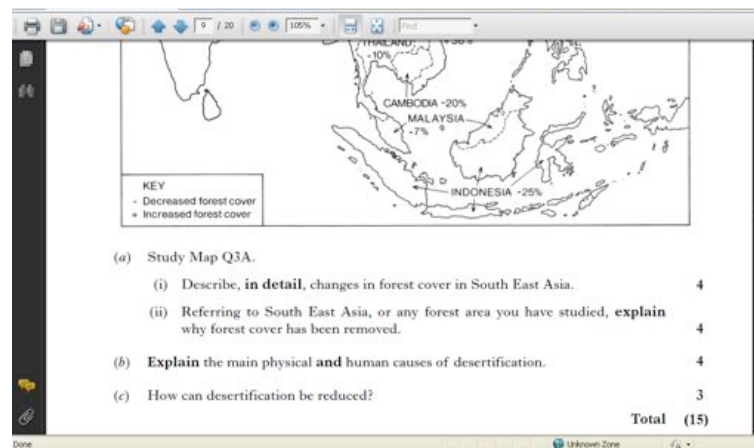 9 / 20
105%
Find
THAILAND
-10%
CAMBODIA -20%
MALAYSIA
-7%
INDONESIA -25%
KEY
- Decreased forest cover
+ Increased forest cover
(a) Study Map Q3A.
(i) Describe, in detail, changes in forest cover in South East Asia. 4
(ii) Referring to South East Asia, or any forest area you have studied, explain
why forest cover has been removed. 4
(b) Explain the main physical and human causes of desertification. 4
(c) How can desertification be reduced? 3
Total (15)
Done
Unknown Zone